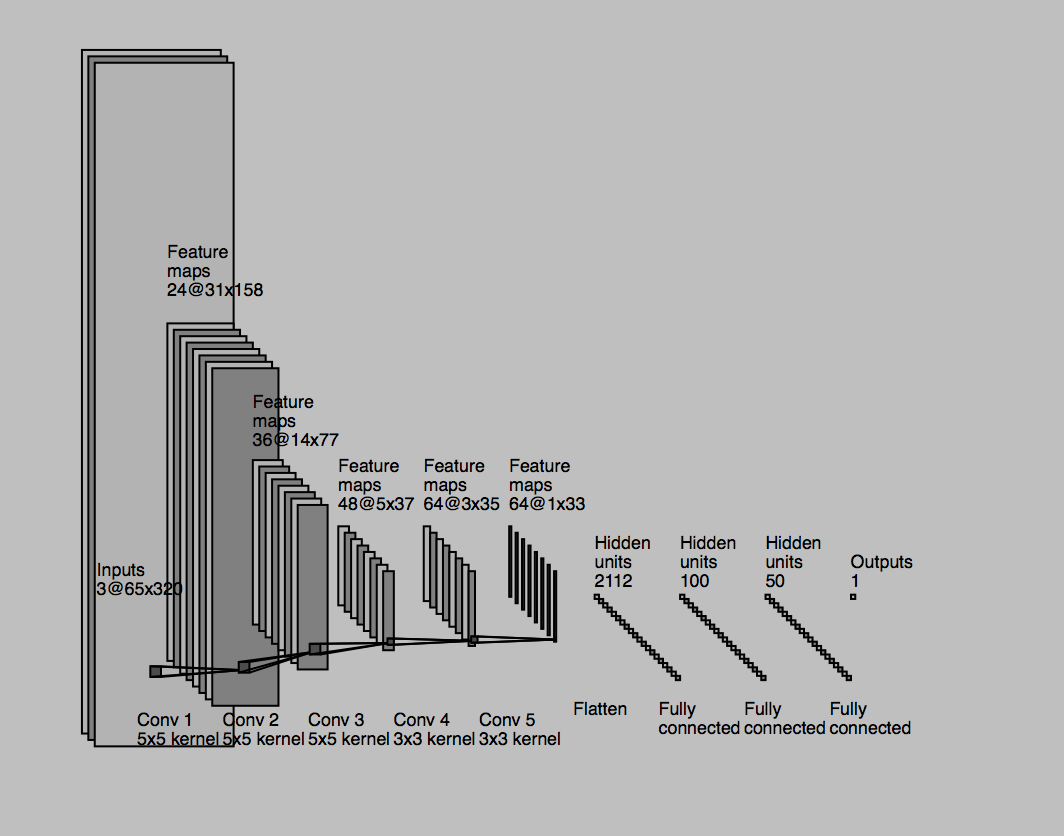 Feature
maps
24@31x158
Feature
maps
36@14x77
Feature
maps
48@5x37
Feature
maps
64@3x35
Feature
maps
64@1x33
Inputs
3@65x320
Hidden
units
2112
Hidden
units
100
Hidden
units
50
Outputs
1
Conv 1
5x5 kernel
Conv 2
5x5 kernel
Conv 3
5x5 kernel
Conv 4
3x3 kernel
Conv 5
3x3 kernel
Flatten
Fully
connected
Fully
connected
Fully
connected